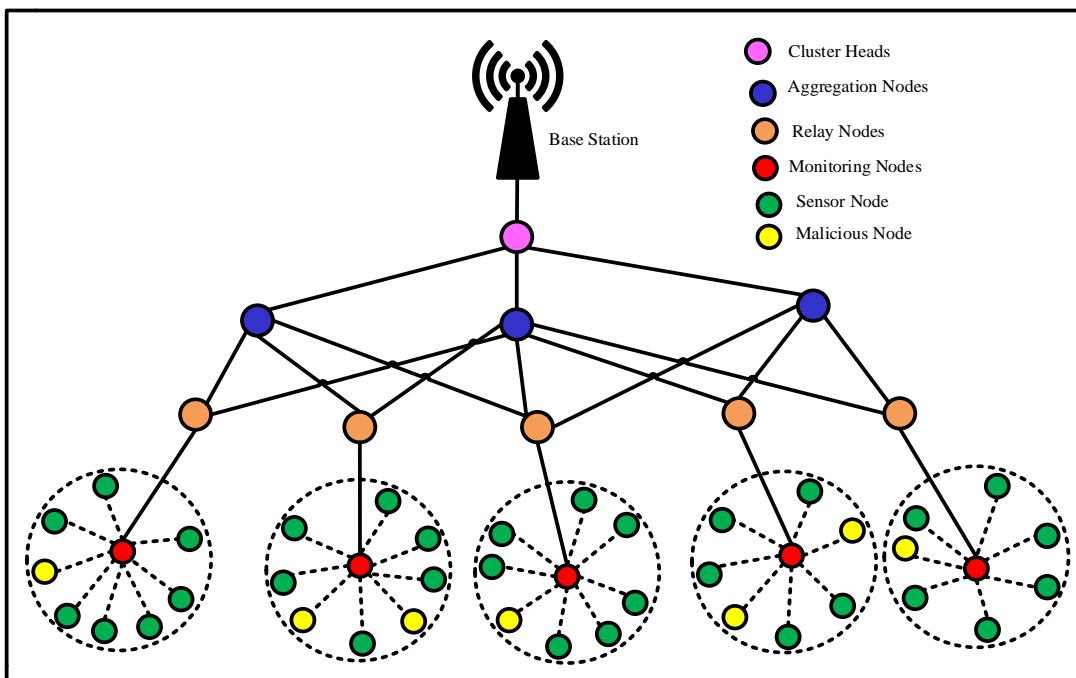 Cluster Heads
Aggregation Nodes
Base Station
Relay Nodes
Monitoring Nodes
Sensor Node
Malicious Node